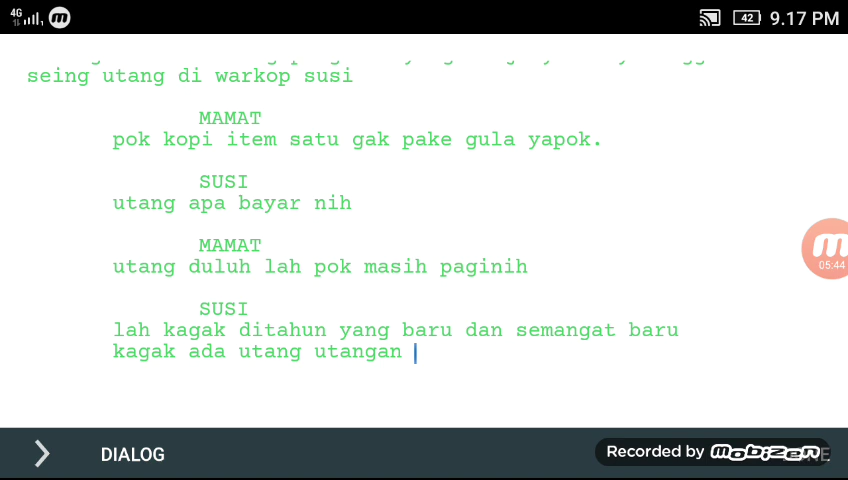 4G
42
9.17 PM
seing utang di warkop susi
MAMAT
pok kopi item satu gak pake gula yapok.
SUSI
utang apa bayar nih
MAMAT
utang duluh lah pok masih paginih
05:44
SUSI
lah kagak ditahun yang baru dan semangat baru
kagak ada utang utangan
DIALOG
Recorded by mobizen